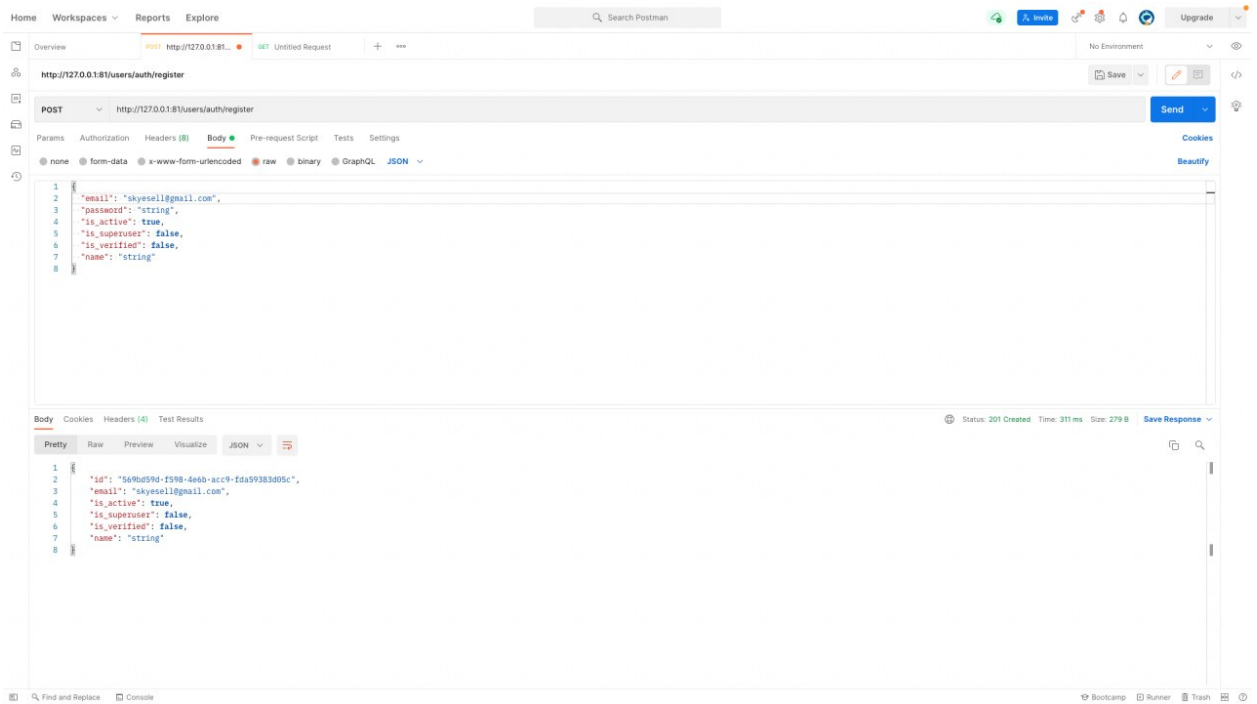 Home Workspaces Reports Explore Search Postman Invite Upgrade
Overview POST http://127.0.0.1:81... GET Untitled Request No Environment
http://127.0.0.1:81/users/auth/register Save
POST http://127.0.0.1:81/users/auth/register Send
Params Authorization Headers (8) Body Pre-request Script Tests Settings Cookies
none form-data x-www-form-urlencoded raw binary GraphQL JSON Beautify
1 {
2 "email": "skyesell@gmail.com",
3 "password": "string",
4 "is_active": true,
5 "is_superuser": false,
6 "is_verified": false,
7 "name": "string"
8 }
Body Cookies Headers (4) Test Results Status: 201 Created Time: 311 ms Size: 279 B Save Response
Pretty Raw Preview Visualize JSON
1 {
2 "id": "569bd59d-f598-4e6b-acc9-fda59383d05c",
3 "email": "skyesell@gmail.com",
4 "is_active": true,
5 "is_superuser": false,
6 "is_verified": false,
7 "name": "string"
8 }
Find and Replace Console Bootcamp Runner Trash